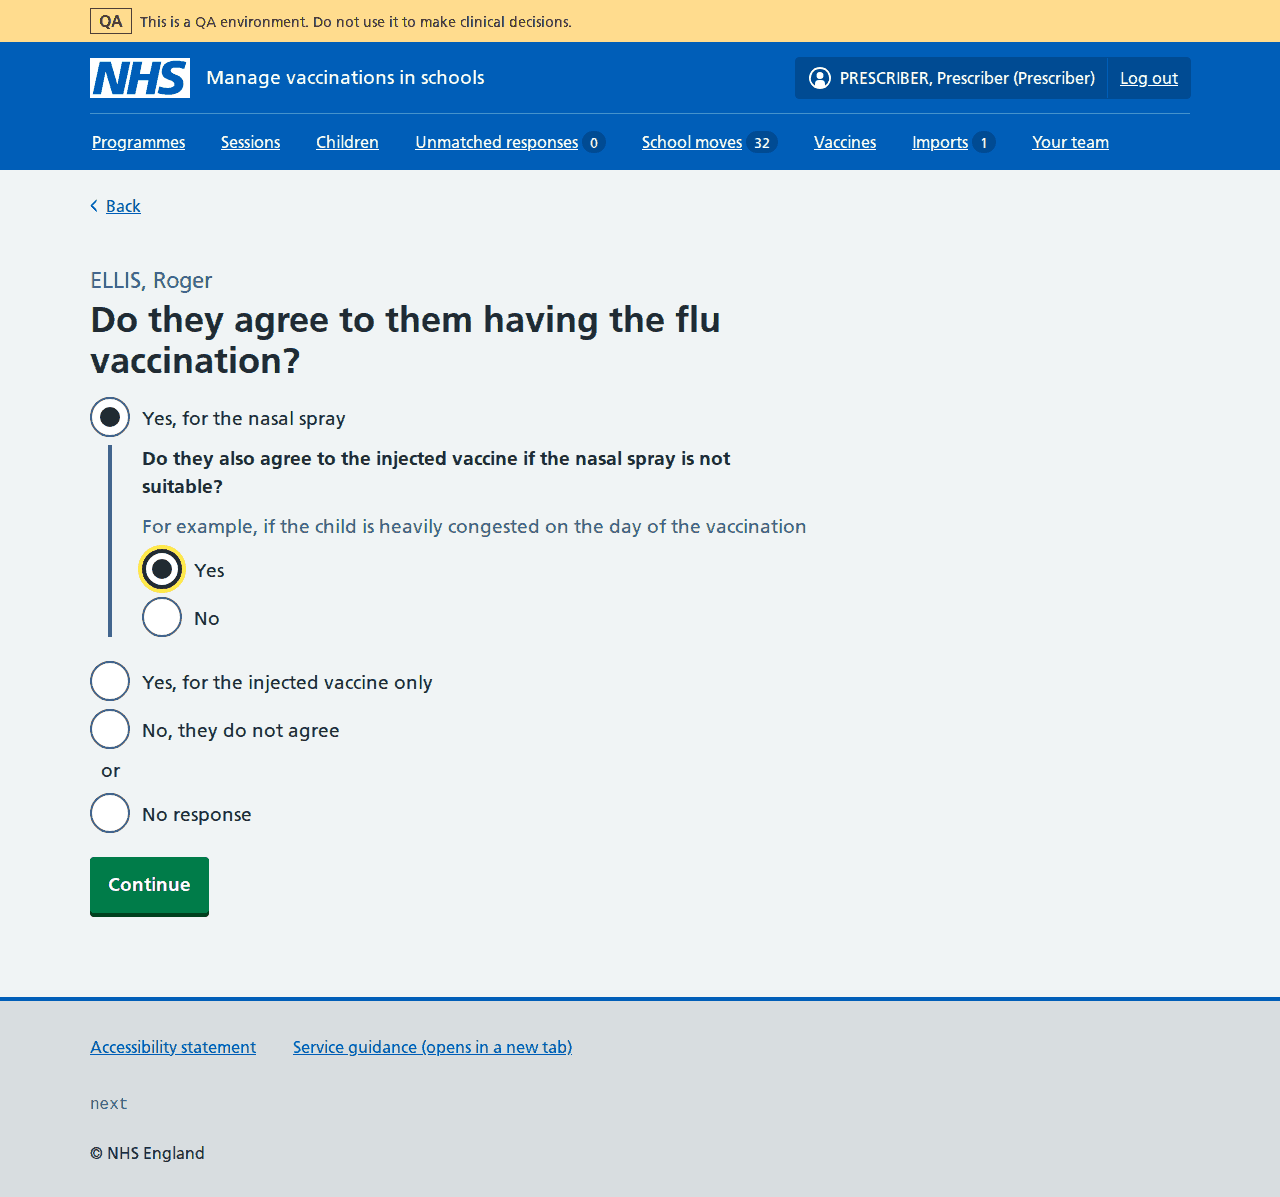 QA This is a QA environment. Do not use it to make clinical decisions.
NHS Manage vaccinations in schools PRESCRIBER, Prescriber (Prescriber) Log out
Programmes Sessions Children Unmatched responses 0 School moves 32 Vaccines Imports 1 Your team
Back
ELLIS, Roger
Do they agree to them having the flu
vaccination?
Yes, for the nasal spray
Do they also agree to the injected vaccine if the nasal spray is not
suitable?
For example, if the child is heavily congested on the day of the vaccination
Yes
No
Yes, for the injected vaccine only
No, they do not agree
or
No response
Continue
Accessibility statement Service guidance (opens in a new tab)
next
© NHS England